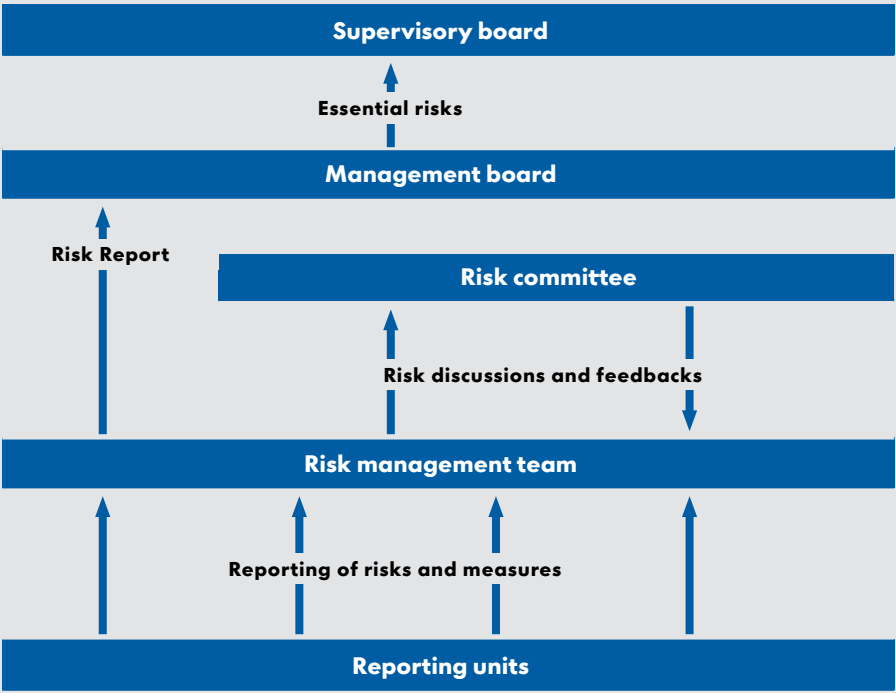 Supervisory board
Essential risks
Management board
Risk Report
Risk committee
Risk discussions and feedbacks
Risk management team
Reporting of risks and measures
Reporting units